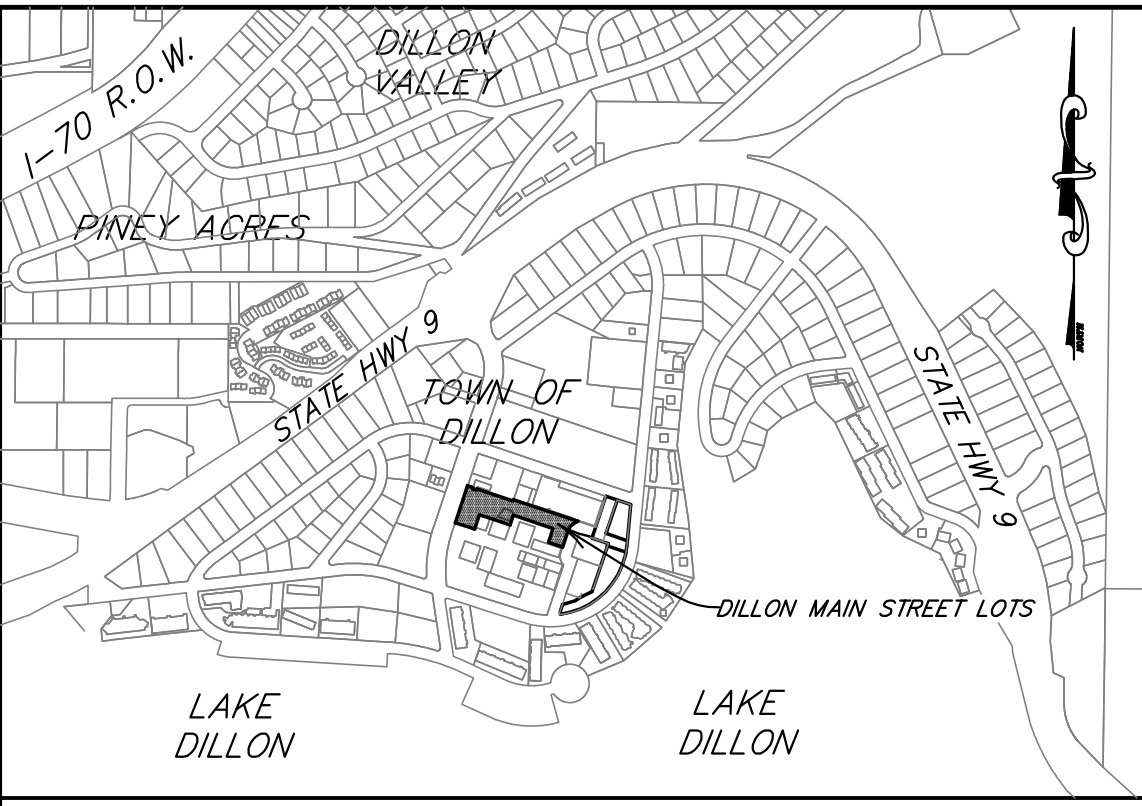 DILLON
VALLEY
I-70 R.O.W.
PINEY ACRES
NORTH
STATE HWY 9
STATE HWY 9
TOWN OF
DILLON
DILLON MAIN STREET LOTS
LAKE
DILLON
LAKE
DILLON